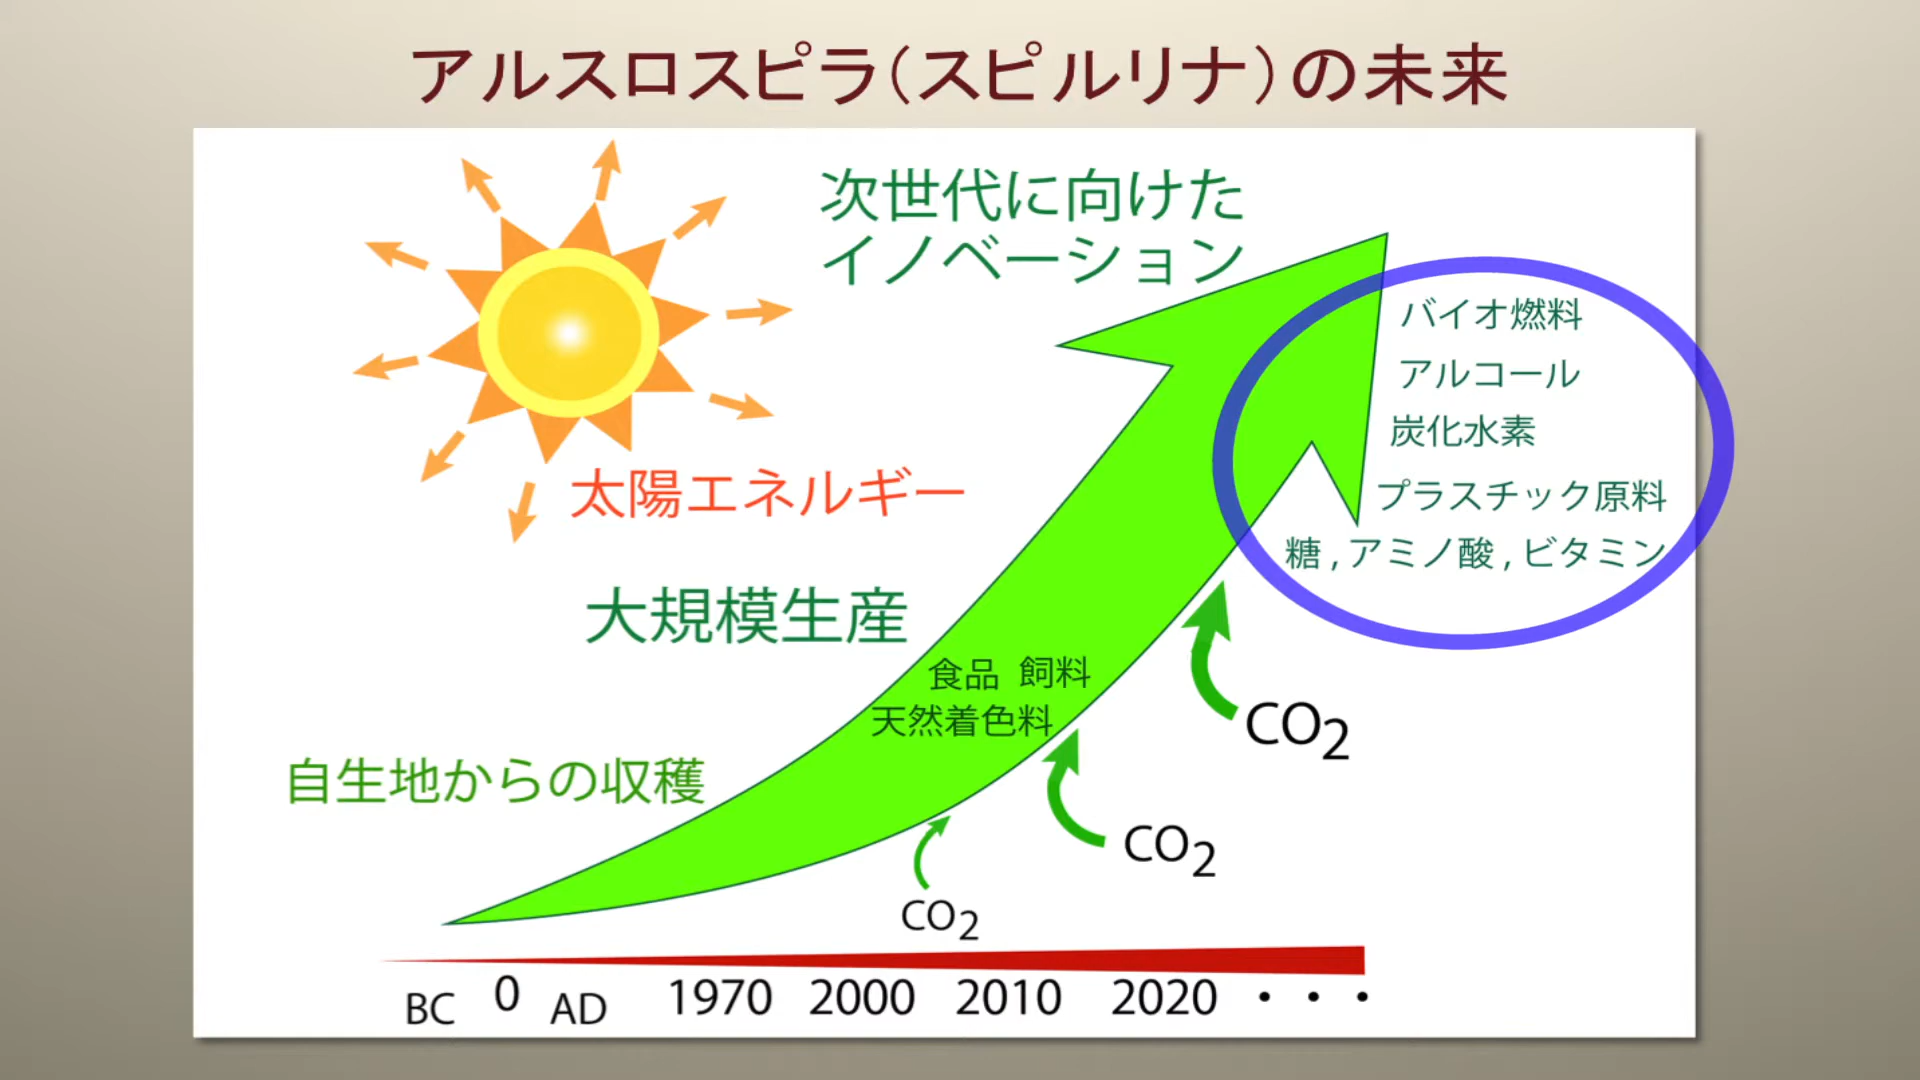 アルスロスピラ（スピルリナ）の未来
次世代に向けた
イノベーション
バイオ燃料
アルコール
炭化水素
プラスチック原料
糖 , アミノ酸 , ビタミン
太陽エネルギー
大規模生産
食品 飼料
天然着色料
自生地からの収穫
CO2
CO2
CO2
BC 0 AD 1970 2000 2010 2020 ・・・